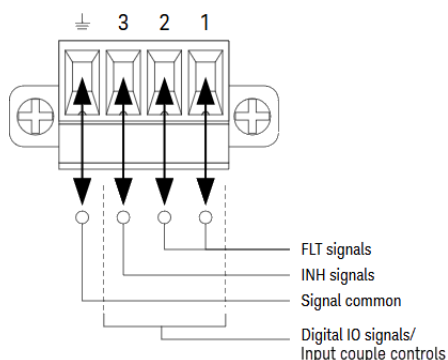 3 2 1
FLT signals
INH signals
Signal common
Digital IO signals/
Input couple controls